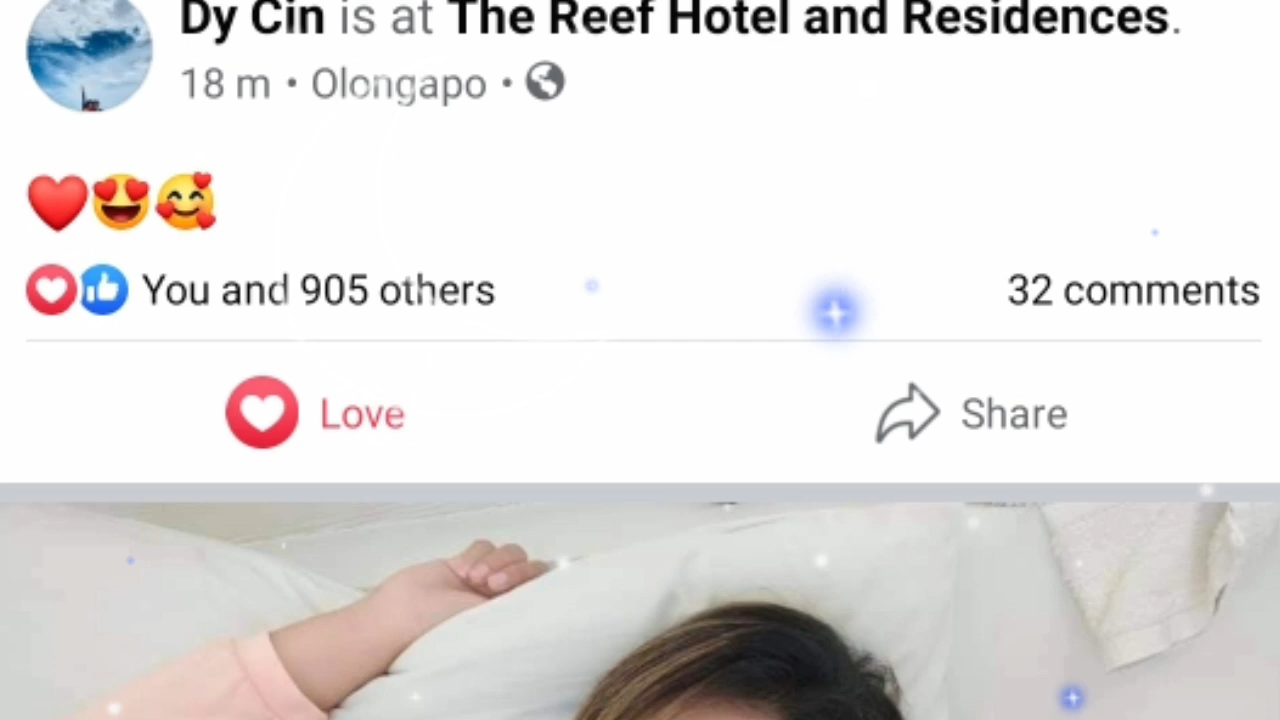 Dy Cin is at The Reef Hotel and Residences.
18 m • Olongapo •
You and 905 others
32 comments
Love
Share